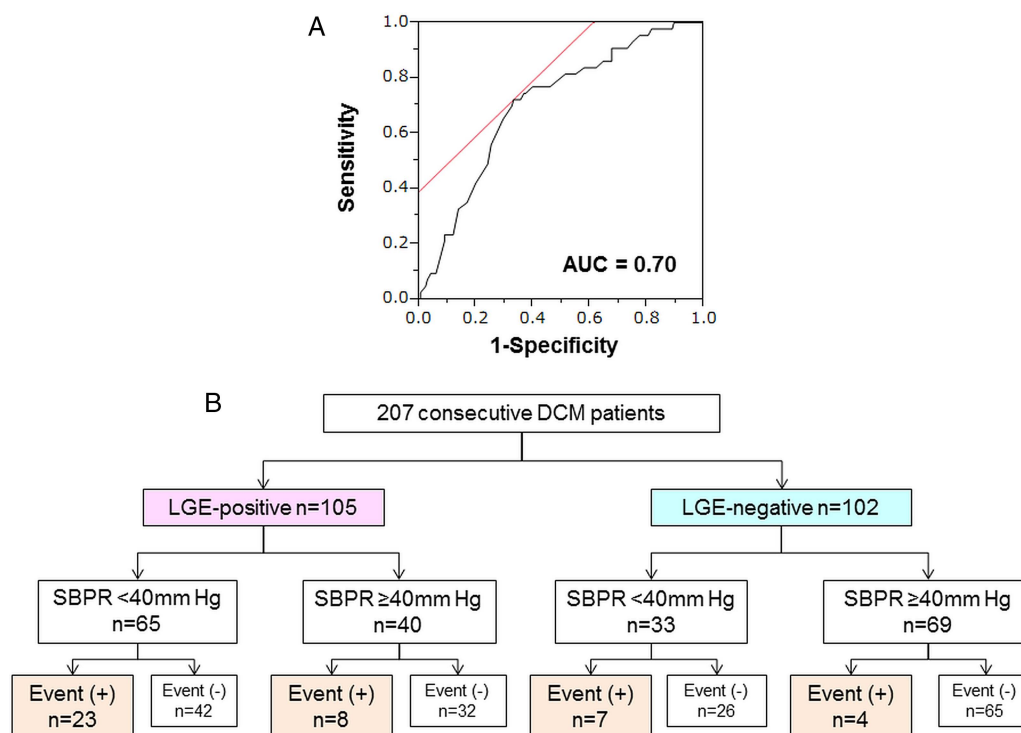 A
1.0
0.8
0.6
0.4
0.2
0.0
Sensitivity
AUC = 0.70
0.0 0.2 0.4 0.6 0.8 1.0
1-Specificity
B
207 consecutive DCM patients
LGE-positive n=105
LGE-negative n=102
SBPR <40mm Hg
n=65
SBPR ≥40mm Hg
n=40
SBPR <40mm Hg
n=33
SBPR ≥40mm Hg
n=69
Event (+)
n=23
Event (-)
n=42
Event (+)
n=8
Event (-)
n=32
Event (+)
n=7
Event (-)
n=26
Event (+)
n=4
Event (-)
n=65